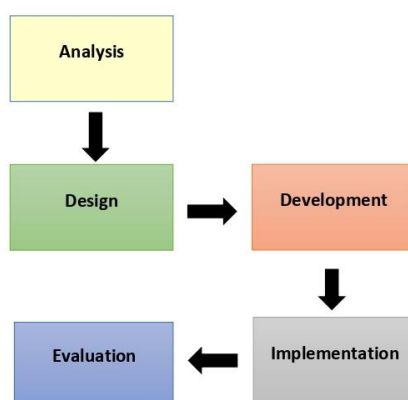 Analysis
Design
Development
Implementation
Evaluation